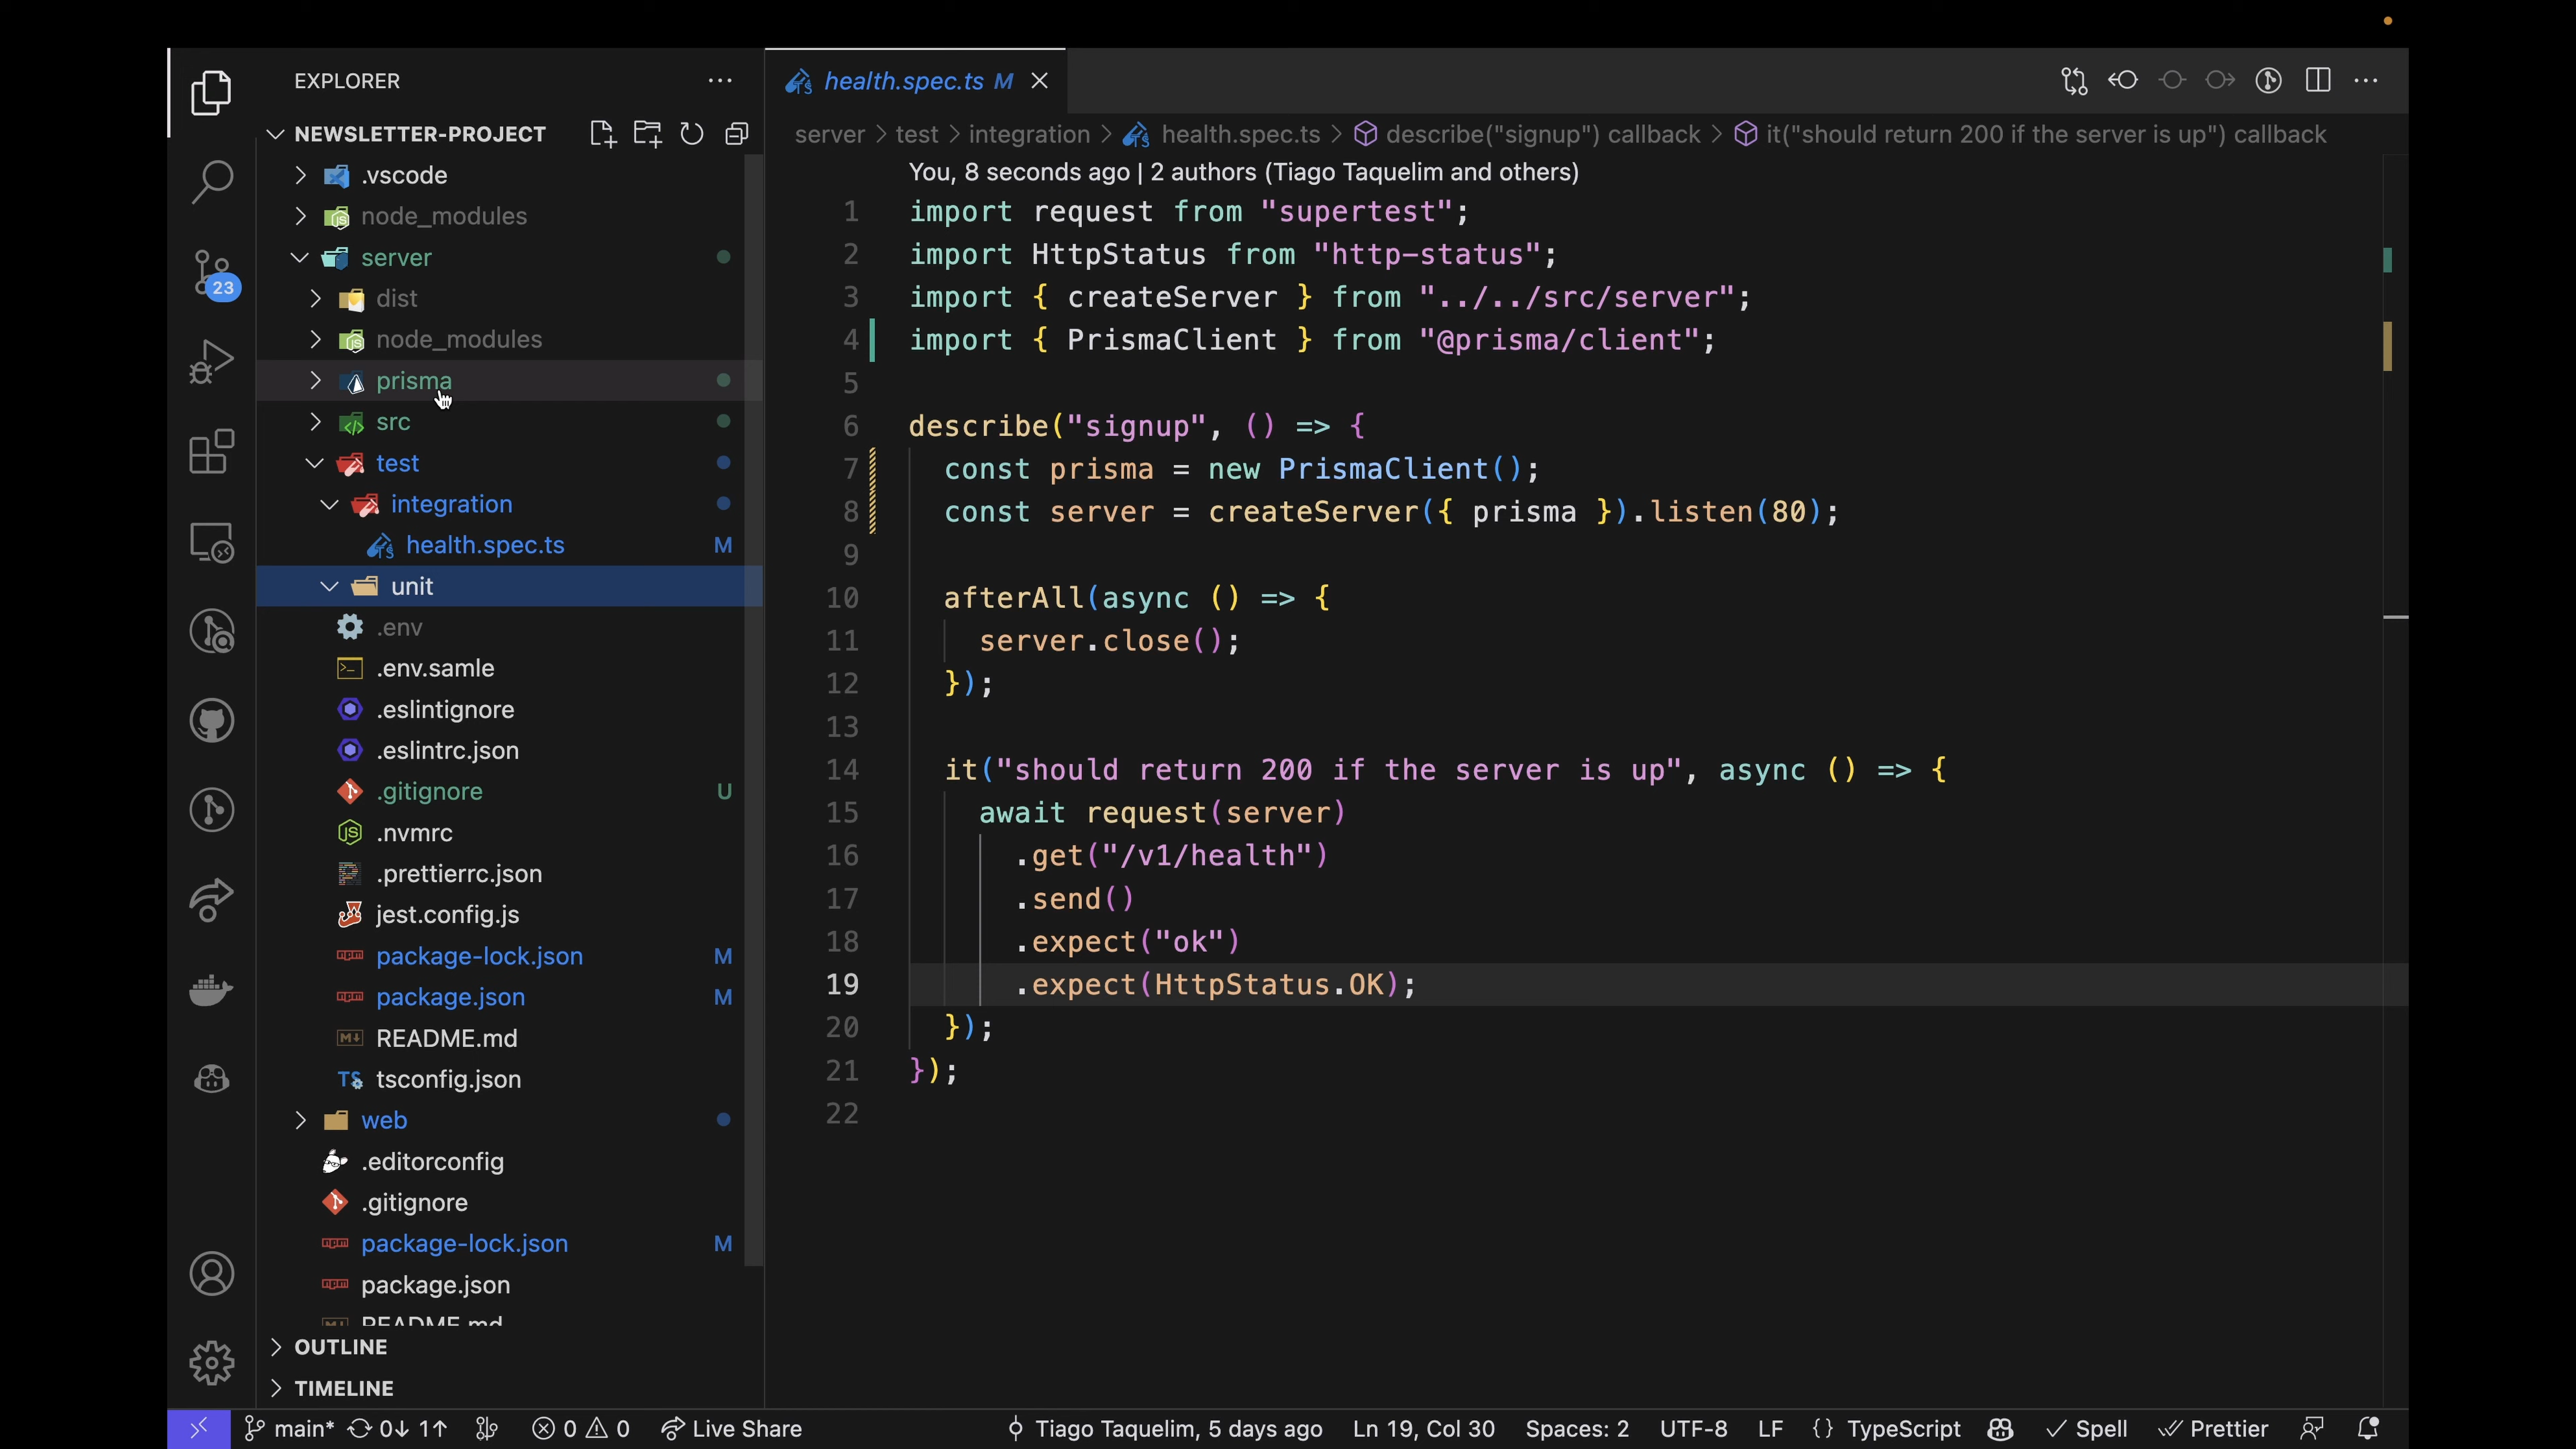 EXPLORER
NEWSLETTER-PROJECT
.vscode
node_modules
server
dist
node_modules
prisma
src
test
integration
health.spec.ts M
unit
.env
.env.samle
.eslintignore
.eslintrc.json
.gitignore U
.nvmrc
.prettierrc.json
jest.config.js
package-lock.json M
package.json M
README.md
tsconfig.json
web
.editorconfig
.gitignore
package-lock.json M
package.json
README.md
OUTLINE
TIMELINE
23
health.spec.ts M
server > test > integration > health.spec.ts > describe("signup") callback > it("should return 200 if the server is up") callback
You, 8 seconds ago | 2 authors (Tiago Taquelim and others)
1 import request from "supertest";
2 import HttpStatus from "http-status";
3 import { createServer } from "../../src/server";
4 import { PrismaClient } from "@prisma/client";
5
6 describe("signup", () => {
7 const prisma = new PrismaClient();
8 const server = createServer({ prisma }).listen(80);
9
10 afterAll(async () => {
11 server.close();
12 });
13
14 it("should return 200 if the server is up", async () => {
15 await request(server)
16 .get("/v1/health")
17 .send()
18 .expect("ok")
19 .expect(HttpStatus.OK);
20 });
21 });
22
main* 0↓ 1↑ 0 0 Live Share Tiago Taquelim, 5 days ago Ln 19, Col 30 Spaces: 2 UTF-8 LF {} TypeScript Spell Prettier